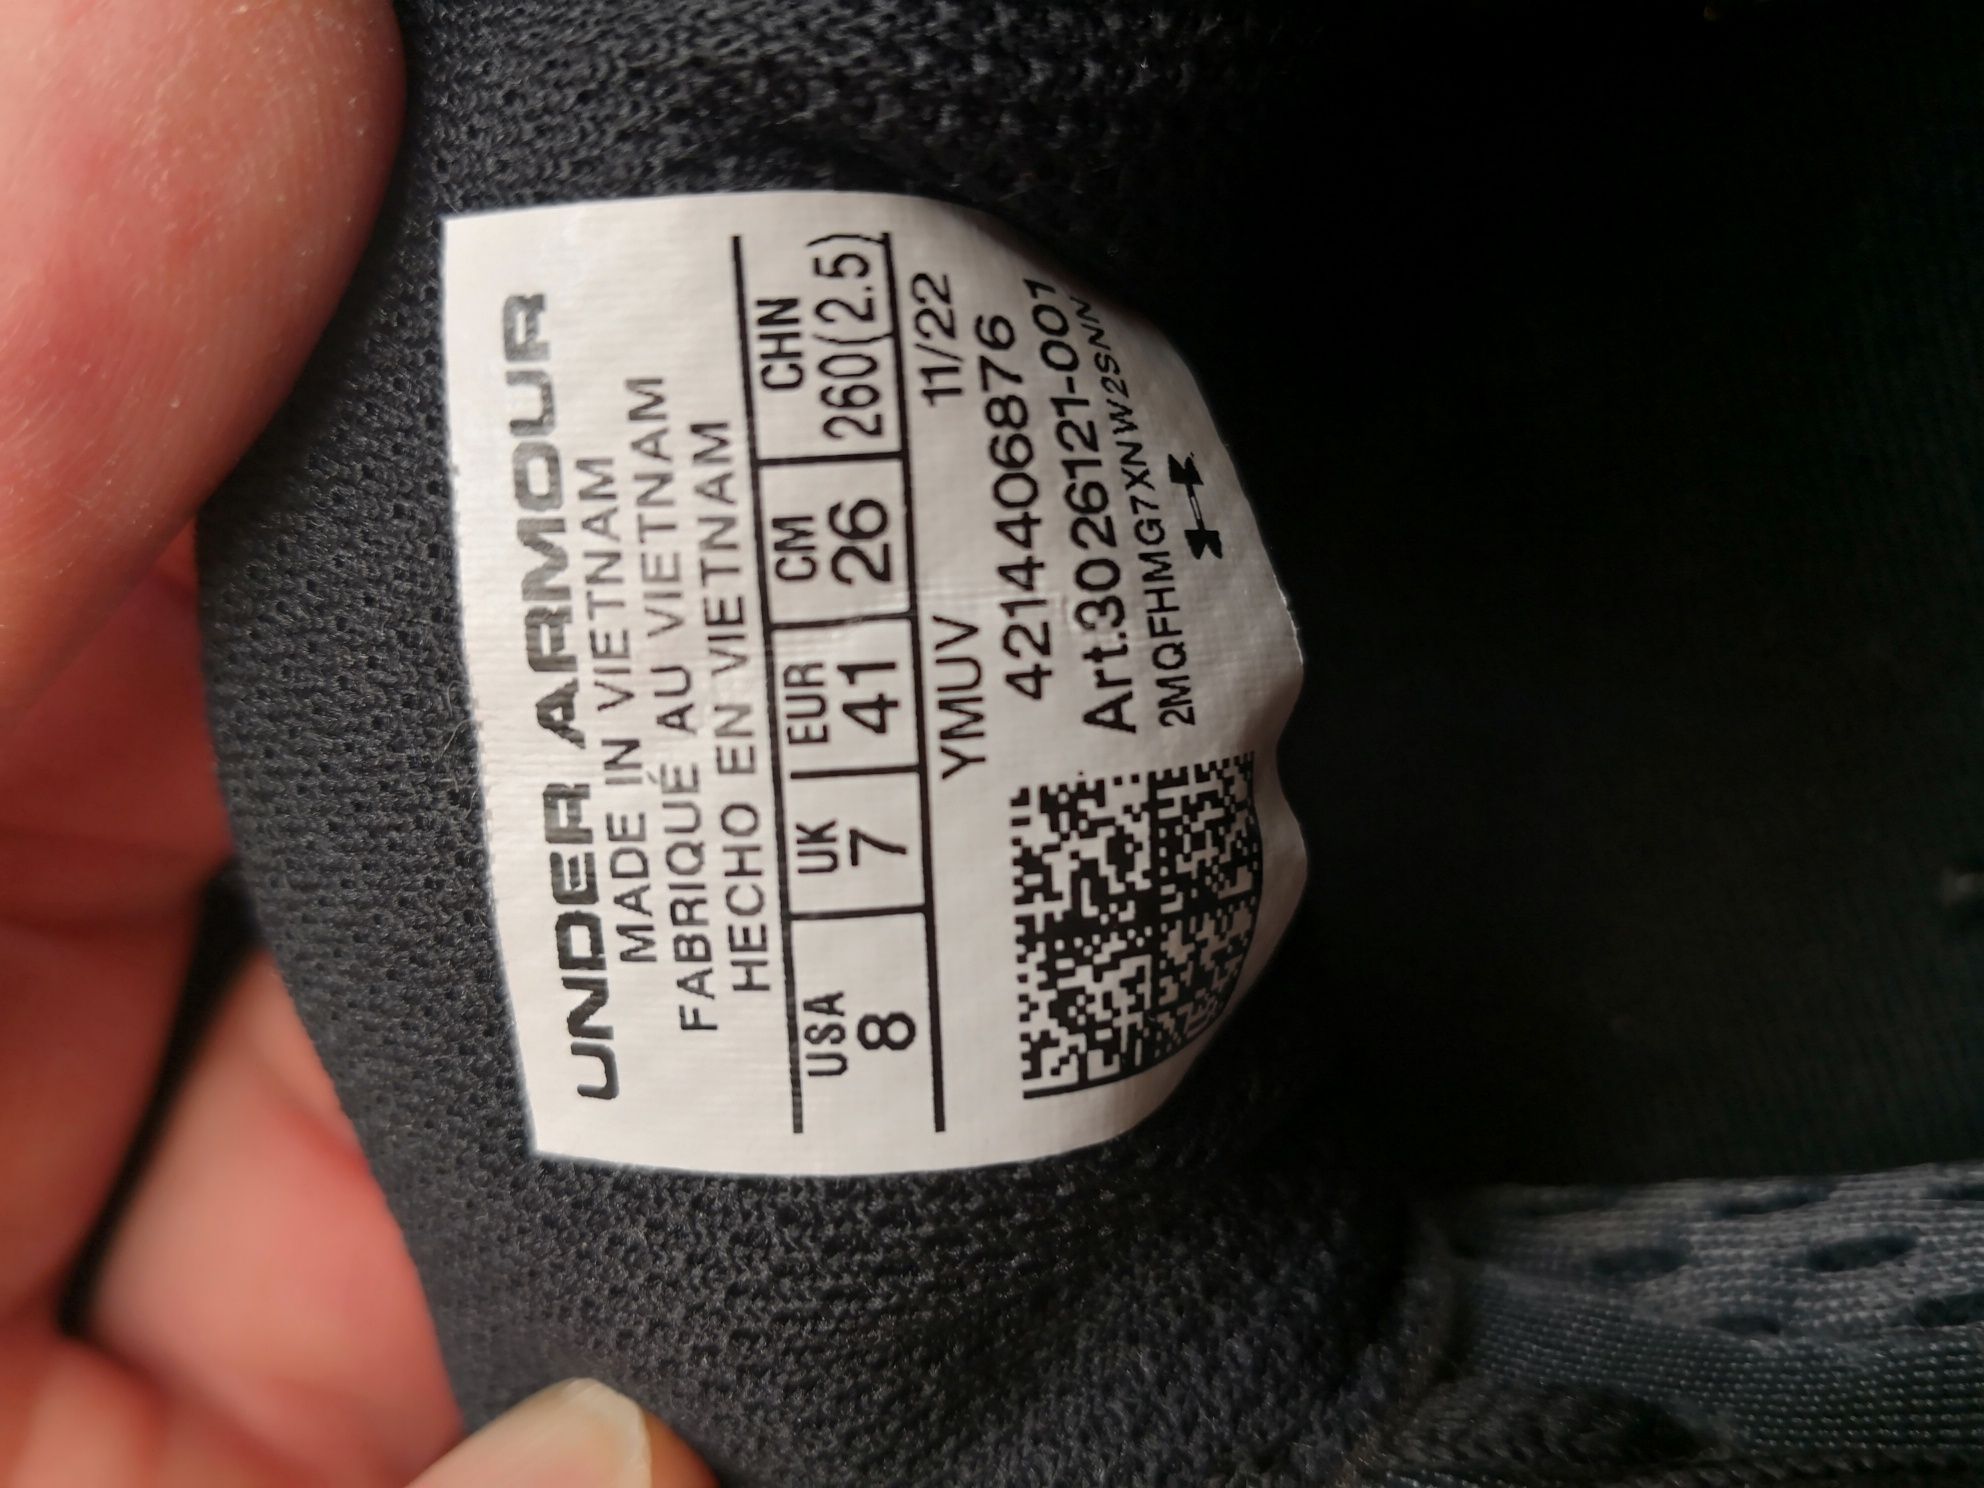 UNDER ARMOUR
MADE IN VIETNAM
FABRIQUÉ AU VIETNAM
HECHO EN VIETNAM
USA UK EUR CM CHN
8 7 41 26 260(2.5)
YMUV 11/22
4214406876
Art.3026121-001
2MQFHMG7XNW2SNN